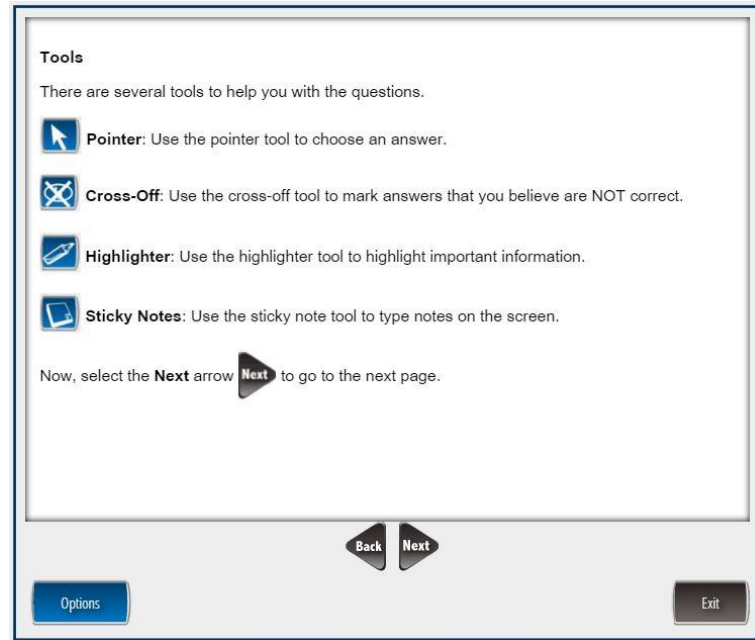 Tools
There are several tools to help you with the questions.
Pointer: Use the pointer tool to choose an answer.
Cross-Off: Use the cross-off tool to mark answers that you believe are NOT correct.
Highlighter: Use the highlighter tool to highlight important information.
Sticky Notes: Use the sticky note tool to type notes on the screen.
Now, select the Next arrow Next to go to the next page.
Back Next
Options Exit